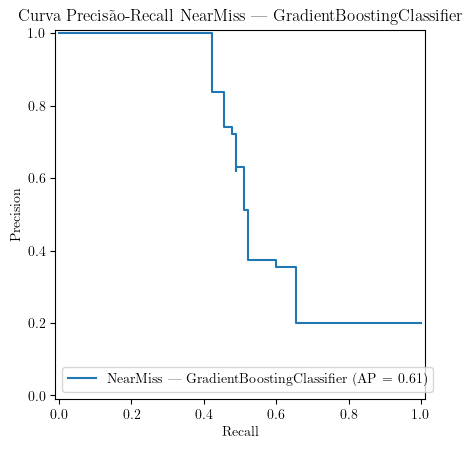 Curva Precisão-Recall NearMiss — GradientBoostingClassifier
1.0
0.8
0.6
0.4
0.2
0.0
Precision
NearMiss — GradientBoostingClassifier (AP = 0.61)
0.0 0.2 0.4 0.6 0.8 1.0
Recall